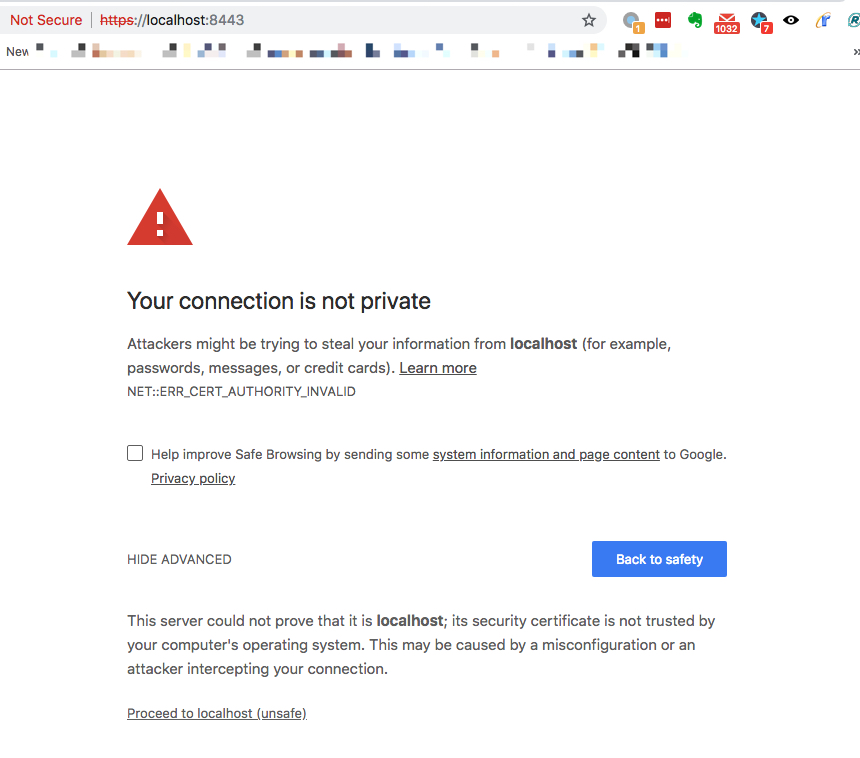 Not Secure https://localhost:8443
1 1032 7
New
»
Your connection is not private
Attackers might be trying to steal your information from localhost (for example,
passwords, messages, or credit cards). Learn more
NET::ERR_CERT_AUTHORITY_INVALID
Help improve Safe Browsing by sending some system information and page content to Google.
Privacy policy
HIDE ADVANCED Back to safety
This server could not prove that it is localhost; its security certificate is not trusted by
your computer's operating system. This may be caused by a misconfiguration or an
attacker intercepting your connection.
Proceed to localhost (unsafe)